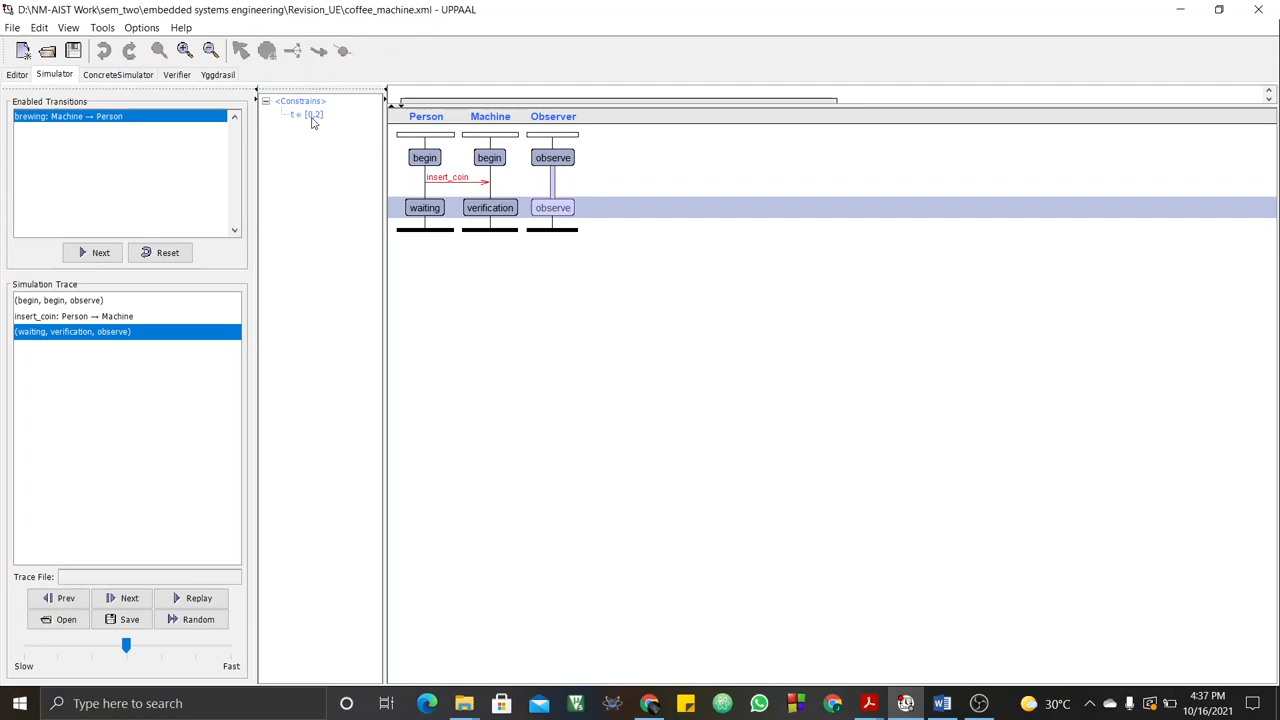 D:\NM-AIST Work\sem_two\embedded systems engineering\Revision_UE\coffee_machine.xml - UPPAAL
File Edit View Tools Options Help
Editor Simulator ConcreteSimulator Verifier Yggdrasil
Enabled Transitions
brewing: Machine → Person
Next Reset
Simulation Trace
(begin, begin, observe)
insert_coin: Person → Machine
(waiting, verification, observe)
Trace File:
Prev Next Replay
Open Save Random
Slow Fast
<Constrains>
t ∈ [0,2]
Person Machine Observer
begin begin observe
insert_coin
waiting verification observe
Type here to search
30°C
4:37 PM
10/16/2021